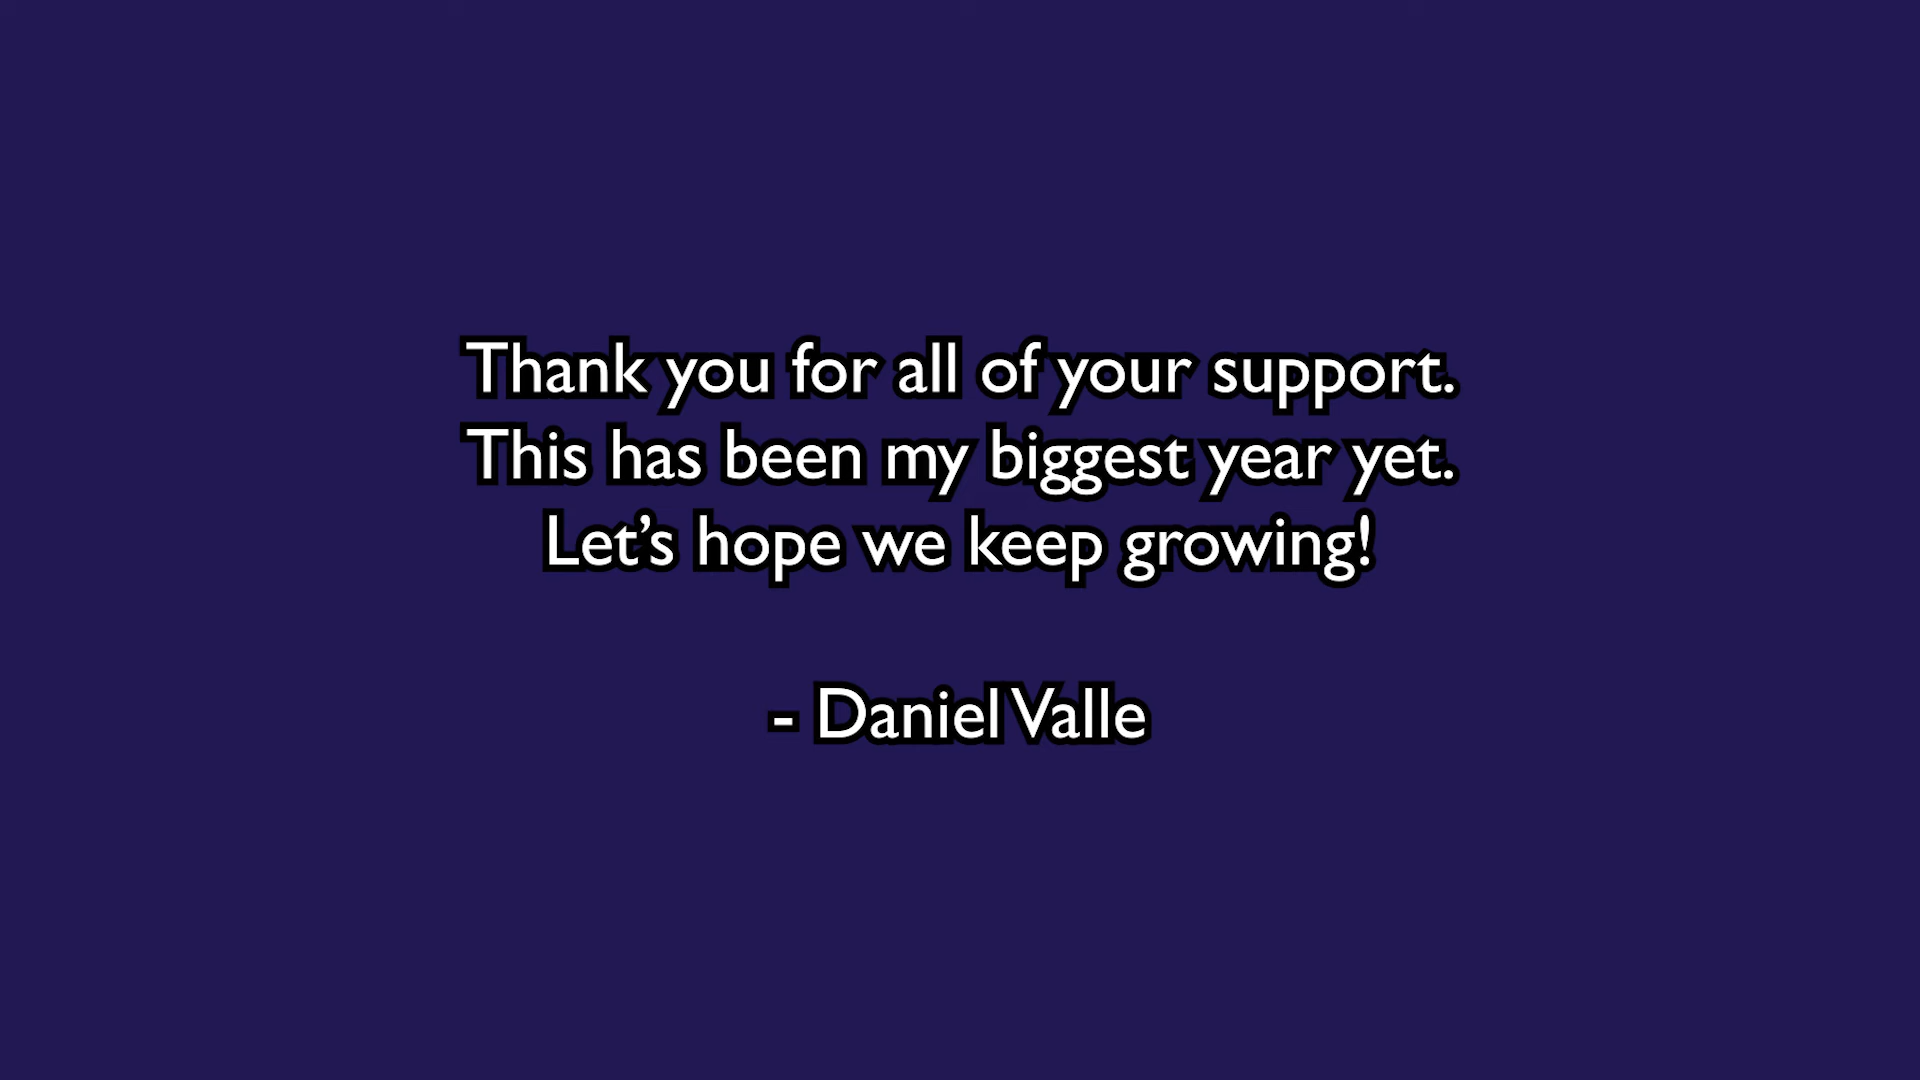 Thank you for all of your support.
This has been my biggest year yet.
Let’s hope we keep growing!
- Daniel Valle